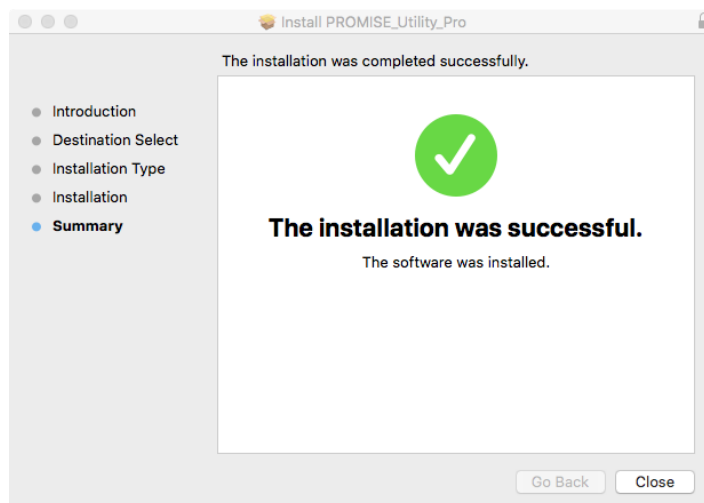 Install PROMISE_Utility_Pro
The installation was completed successfully.
Introduction
Destination Select
Installation Type
Installation
Summary
The installation was successful.
The software was installed.
Go Back
Close